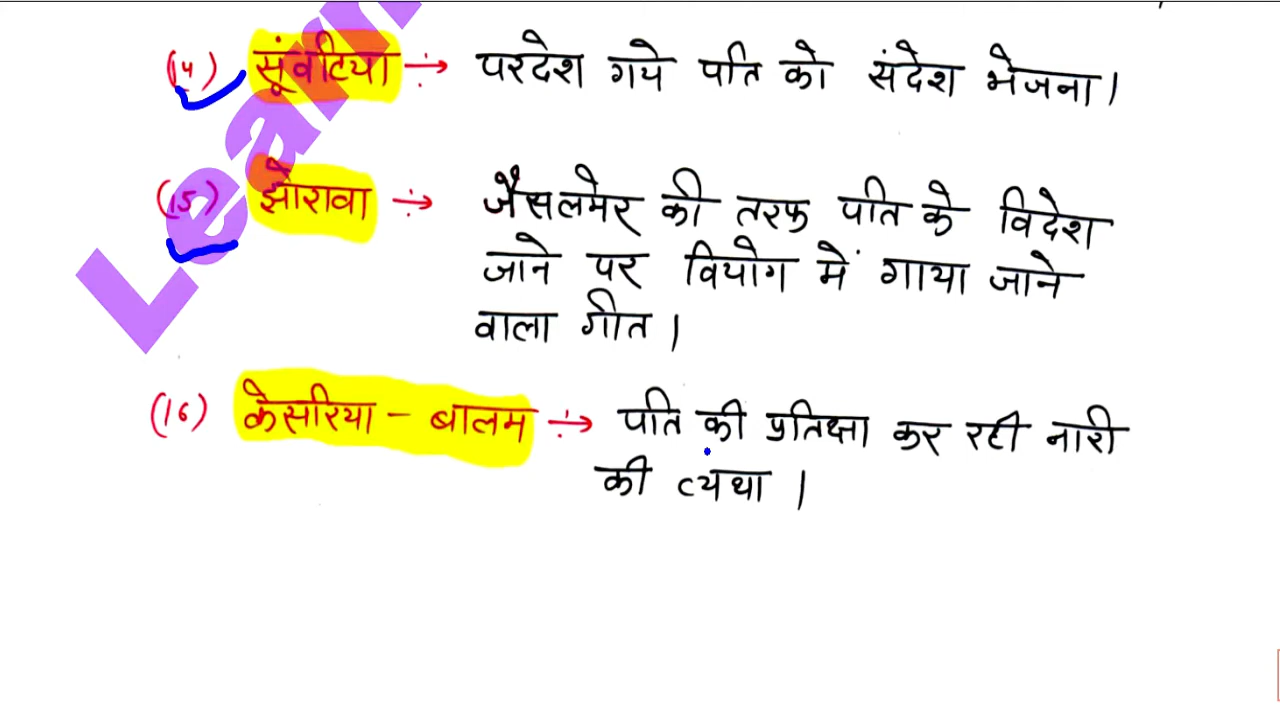 (14) सूंवटिया ÷→ परदेश गये पति को संदेश भेजना।
(15) झोरावा ÷→ जैसलमेर की तरफ पति के विदेश
जाने पर वियोग में गाया जाने
वाला गीत।
(16) केसरिया - बालम ÷→ पति की प्रतिक्षा कर रही नारी
की व्यथा।
Learn